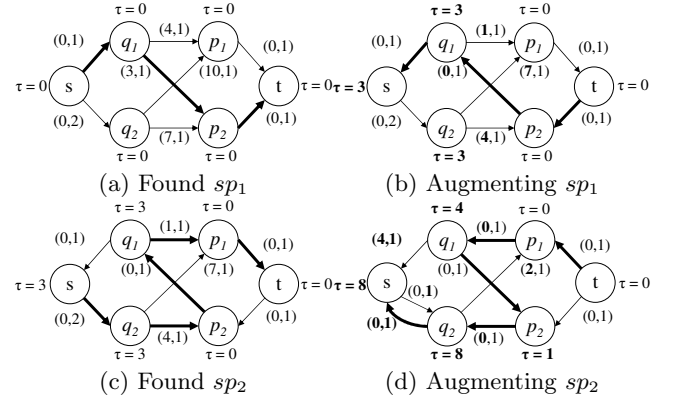 τ = 0 τ = 0
(0,1) q1 (4,1) p1 (0,1)
(3,1) (10,1)
τ = 0 s t τ = 0
(0,2) q2 (7,1) p2 (0,1)
τ = 0 τ = 0
(a) Found sp1
τ = 3 τ = 0
(0,1) q1 (1,1) p1 (0,1)
(0,1) (7,1)
τ = 3 s t τ = 0
(0,2) q2 (4,1) p2 (0,1)
τ = 3 τ = 0
(b) Augmenting sp1
τ = 3 τ = 0
(0,1) q1 (1,1) p1 (0,1)
(0,1) (7,1)
τ = 3 s t τ = 0
(0,2) q2 (4,1) p2 (0,1)
τ = 3 τ = 0
(c) Found sp2
τ = 4 τ = 0
(4,1) q1 (0,1) p1 (0,1)
(0,1) (2,1)
τ = 8 s (0,1) t τ = 0
(0,1) q2 (0,1) p2 (0,1)
τ = 8 τ = 1
(d) Augmenting sp2